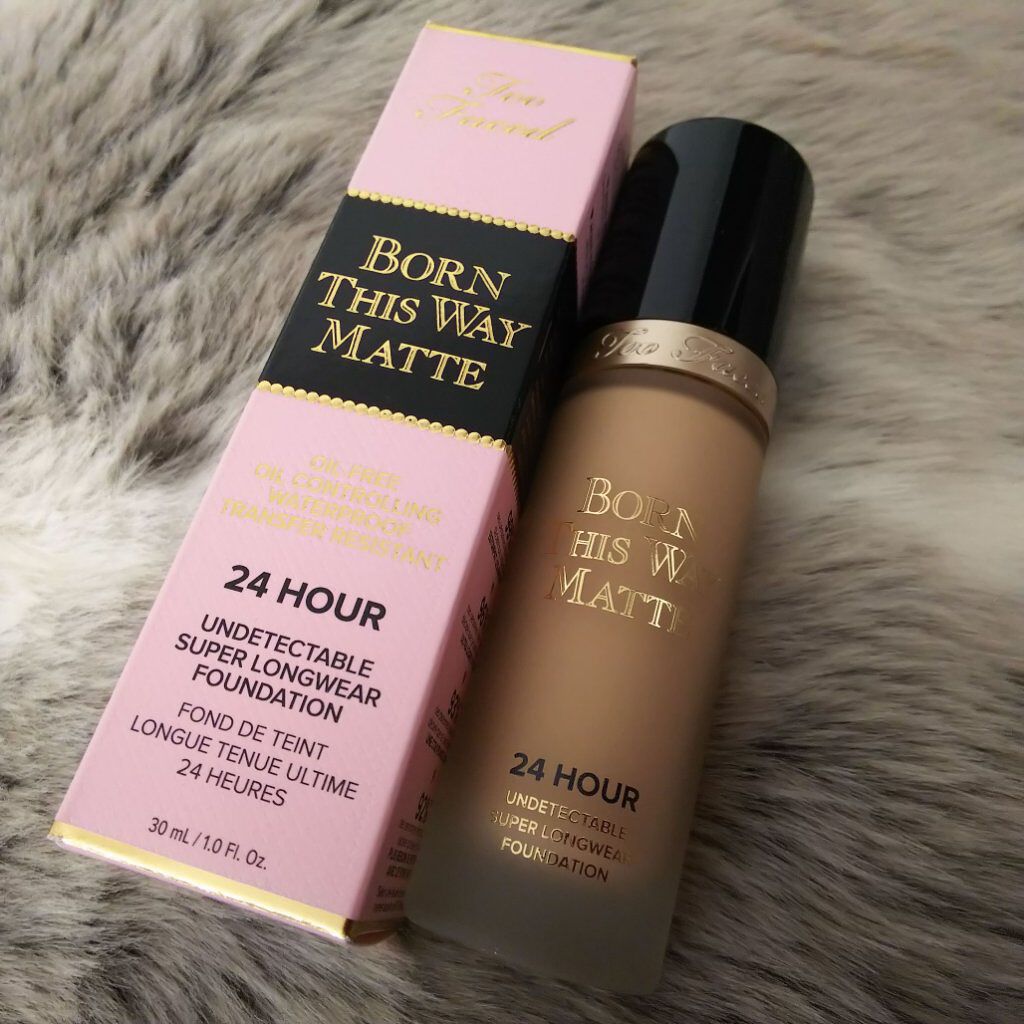 Too
Faced
BORN
THIS WAY
MATTE
OIL-FREE
OIL CONTROLLING
WATERPROOF
TRANSFER RESISTANT
24 HOUR
UNDETECTABLE
SUPER LONGWEAR
FOUNDATION
FOND DE TEINT
LONGUE TENUE ULTIME
24 HEURES
30 mL / 1.0 Fl. Oz.
Too Faced
BORN
THIS WAY
MATTE
24 HOUR
UNDETECTABLE
SUPER LONGWEAR
FOUNDATION